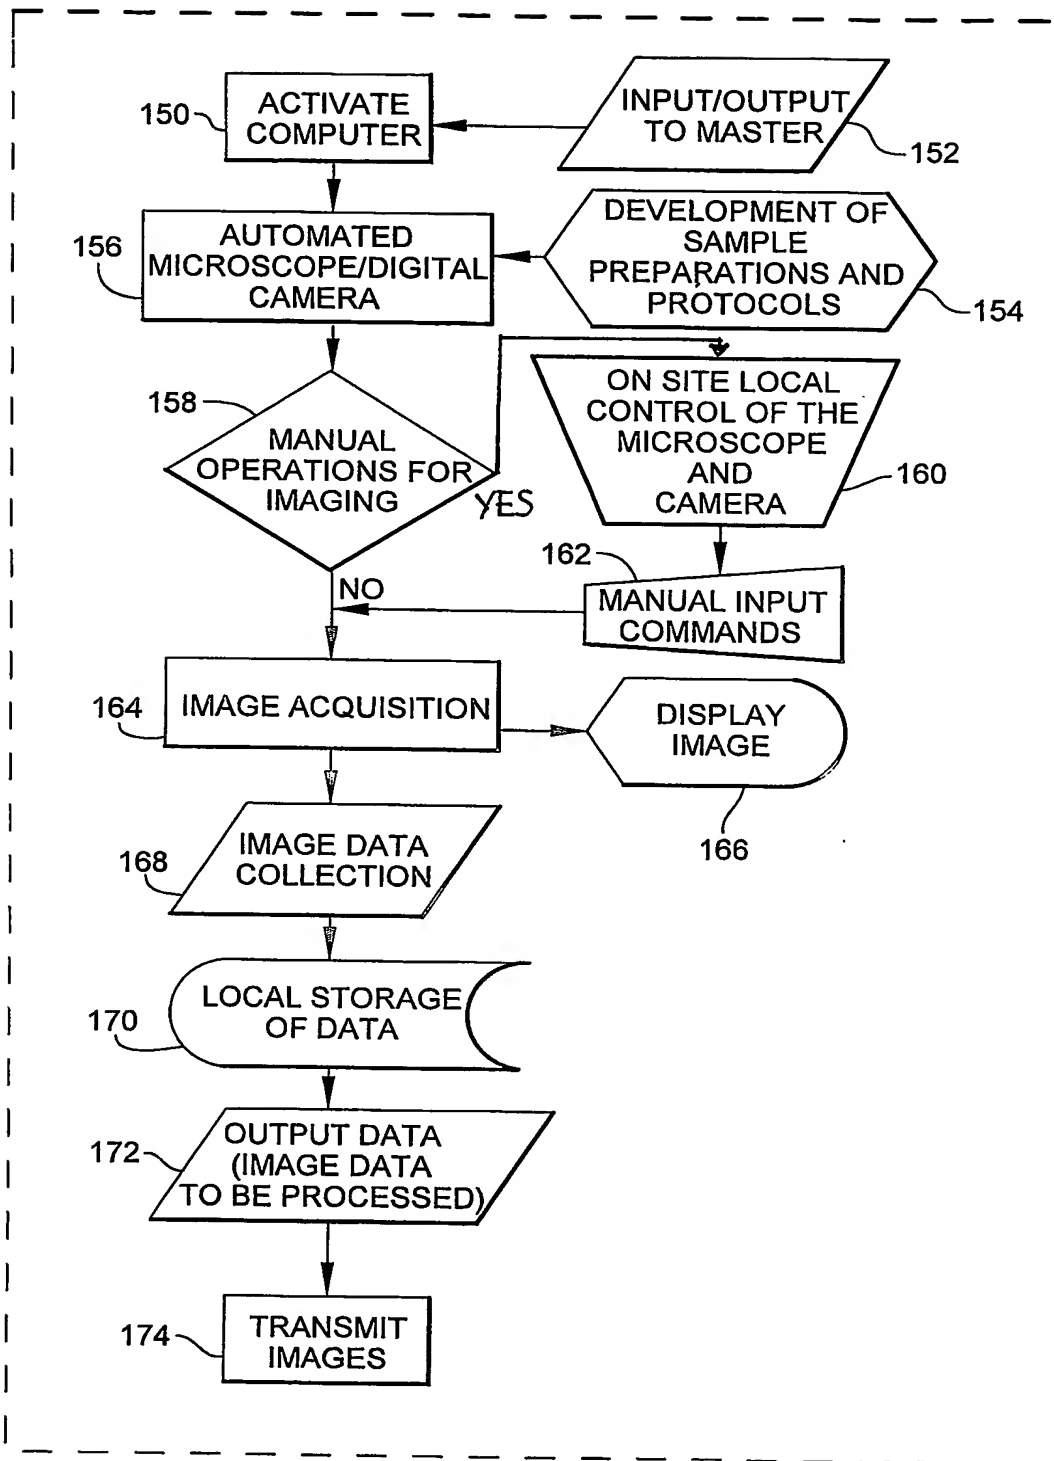 150
ACTIVATE
COMPUTER
INPUT/OUTPUT
TO MASTER
152
156
AUTOMATED
MICROSCOPE/DIGITAL
CAMERA
DEVELOPMENT OF
SAMPLE
PREPARATIONS AND
PROTOCOLS
154
158
MANUAL
OPERATIONS FOR
IMAGING
YES
NO
ON SITE LOCAL
CONTROL OF THE
MICROSCOPE
AND
CAMERA
160
162
MANUAL INPUT
COMMANDS
164
IMAGE ACQUISITION
DISPLAY
IMAGE
166
168
IMAGE DATA
COLLECTION
170
LOCAL STORAGE
OF DATA
172
OUTPUT DATA
(IMAGE DATA
TO BE PROCESSED)
174
TRANSMIT
IMAGES